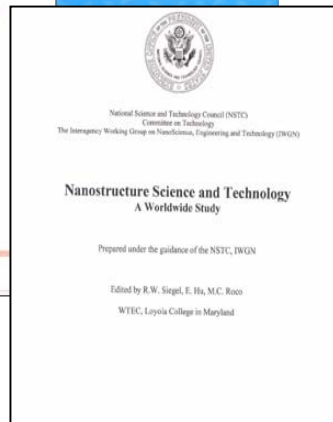 National Science and Technology Council (NSTC)
Committee on Technology
The Interagency Working Group on NanoScience, Engineering and Technology (IWGN)
Nanostructure Science and Technology
A Worldwide Study
Prepared under the guidance of the NSTC, IWGN
Edited by R.W. Siegel, E. Hu, M.C. Roco
WTEC, Loyola College in Maryland